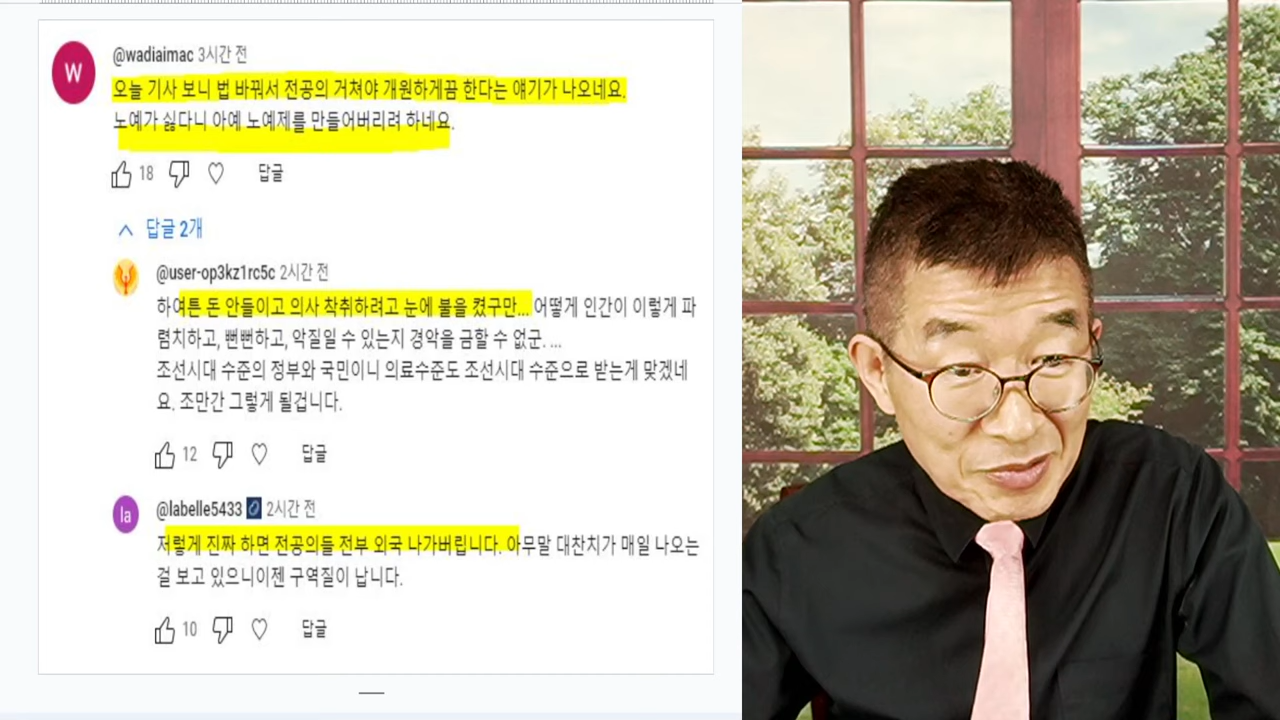 W
@wadiaimac 3시간 전
오늘 기사 보니 법 바꿔서 전공의 거쳐야 개원하게끔 한다는 얘기가 나오네요.
노예가 싫다니 아예 노예제를 만들어버리려 하네요.
18 답글
답글 2개
@user-op3kz1rc5c 2시간 전
하여튼 돈 안들이고 의사 착취하려고 눈에 불을 켰구만... 어떻게 인간이 이렇게 파
렴치하고, 뻔뻔하고, 악질일 수 있는지 경악을 금할 수 없군. ...
조선시대 수준의 정부와 국민이니 의료수준도 조선시대 수준으로 받는게 맞겠네
요. 조만간 그렇게 될겁니다.
12 답글
la
@labelle5433 2시간 전
저렇게 진짜 하면 전공의들 전부 외국 나가버립니다. 아무말 대찬치가 매일 나오는
걸 보고 있으니이젠 구역질이 납니다.
10 답글